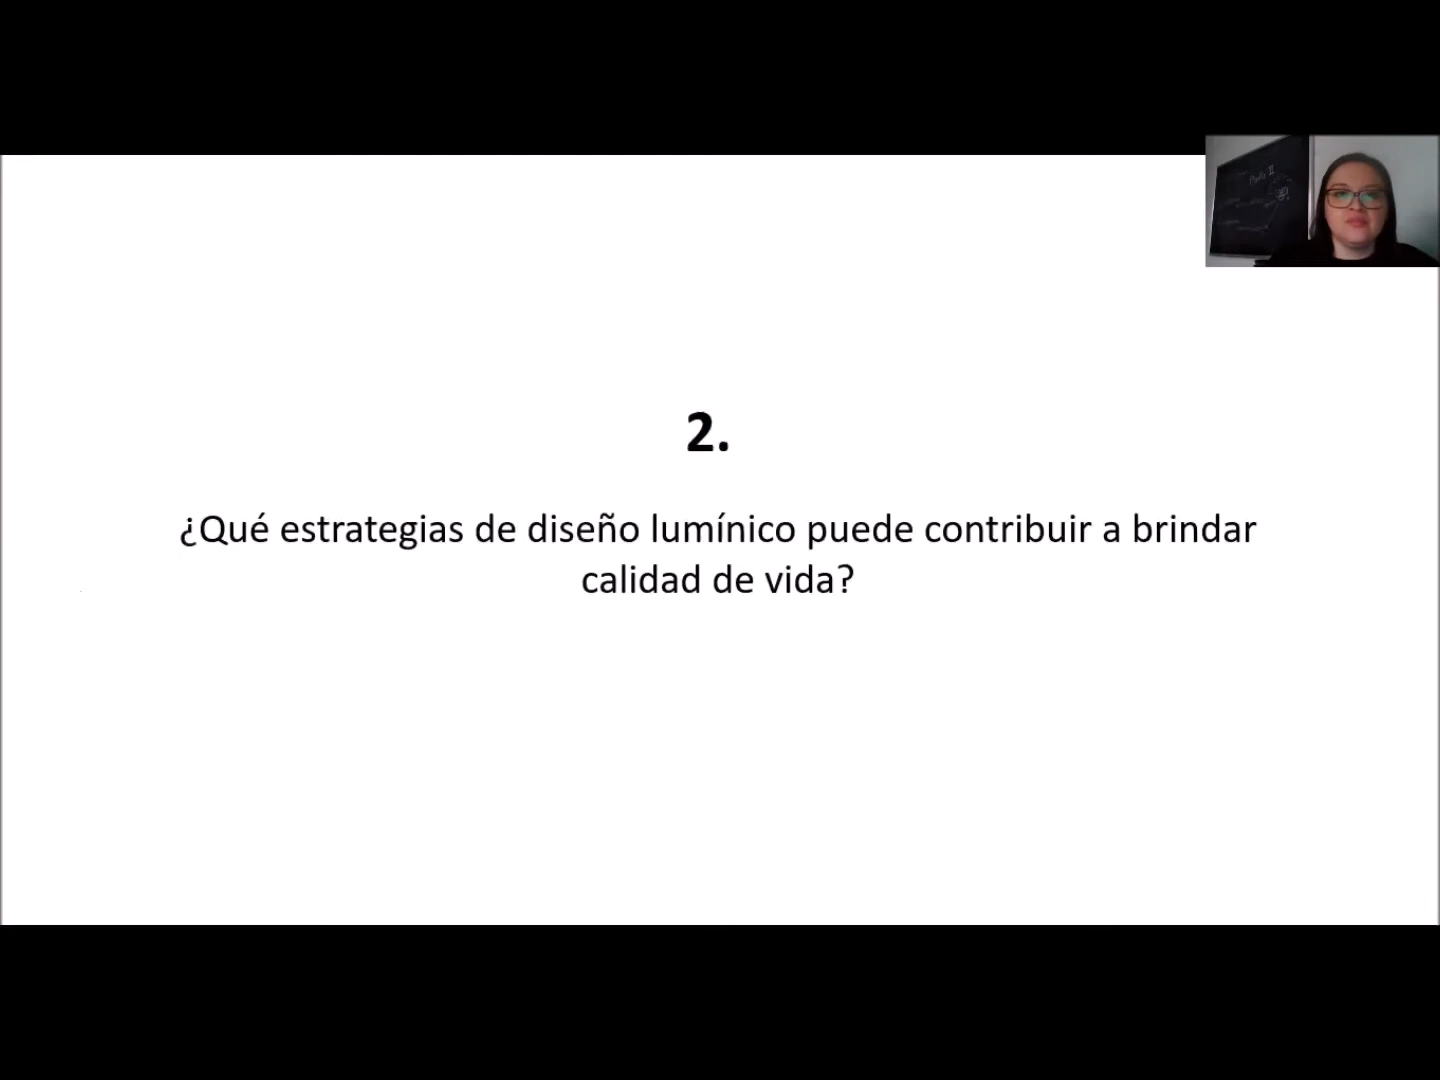 2.
¿Qué estrategias de diseño lumínico puede contribuir a brindar
calidad de vida?